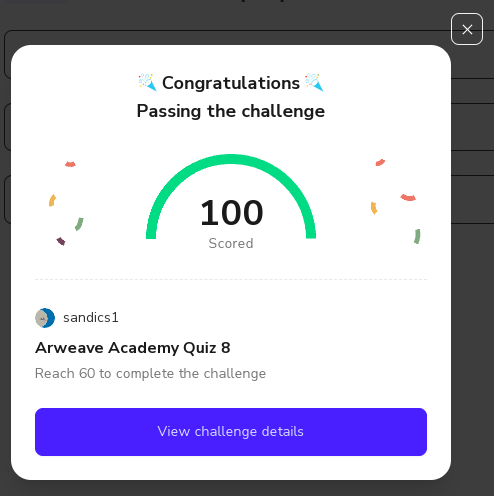 Congratulations
Passing the challenge
100
Scored
sandics1
Arweave Academy Quiz 8
Reach 60 to complete the challenge
View challenge details